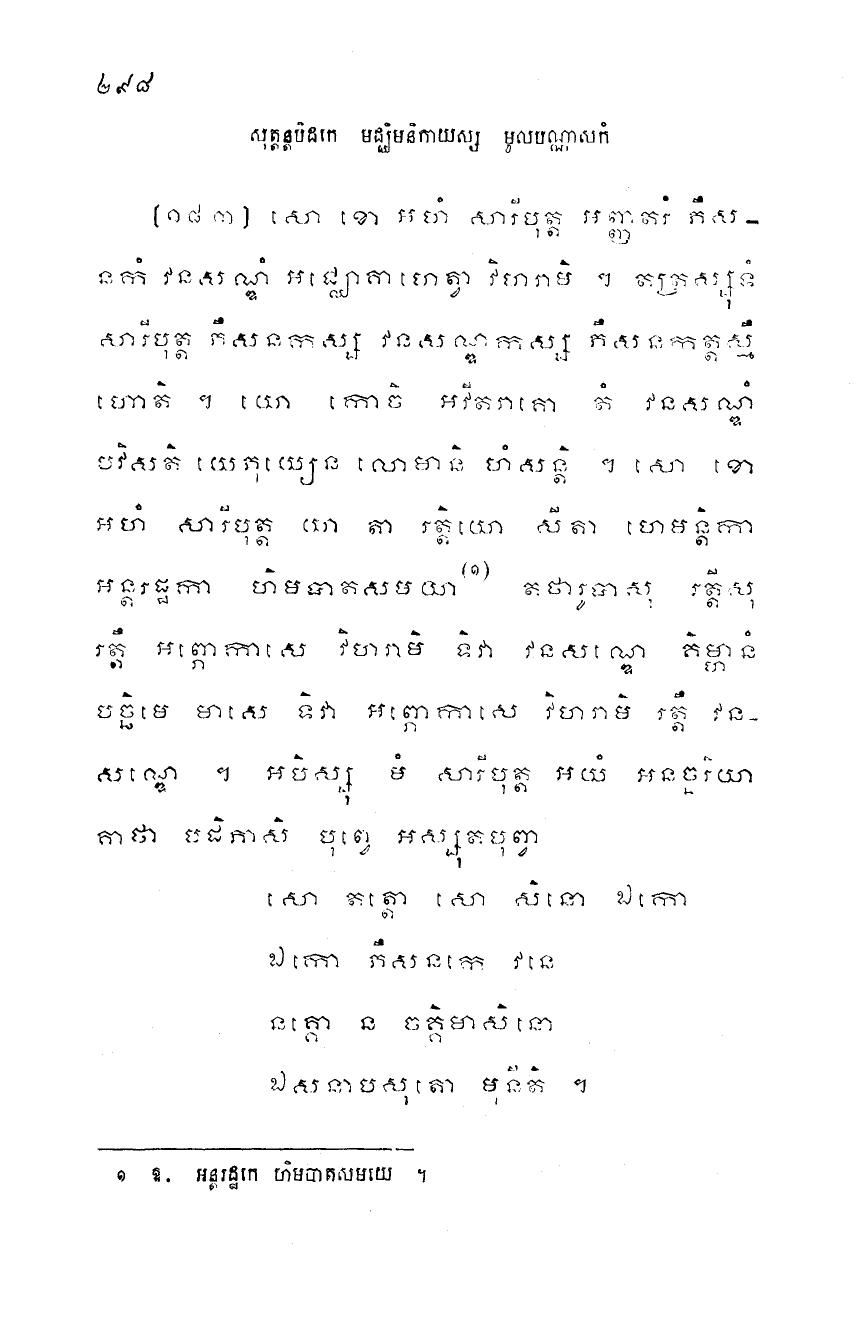 ២៩៨
សុត្តន្តបិដកេ មជ្ឈិមនិកាយស្ស មូលបណ្ណាសកំ
[១៨៣] សោ ខោ អហំ សារីបុត្ត អញ្ញតរំ ភឹស-
នកំ វនសណ្ឌំ អជ្ឈោគាហេត្វា វិហរាមិ ។ តត្រស្សុទំ
សារីបុត្ត ភឹសនកស្ស វនសណ្ឌកស្ស ភឹសនកត្តស្មឹ
ហោតិ ។ យោ កោចិ អវីតរាគោ តំ វនសណ្ឌំ
បវិសតិ យេភុយ្យេន លោមានិ ហំសន្តិ ។ សោ ខោ
អហំ សារីបុត្ត យា តា រត្តិយោ សីតា ហេមន្តិកា
អន្តរដ្ឋកា ហិមបាតសមយា(១) តថារូបាសុ រត្តីសុ
រត្តឹ អព្ភោកាសេ វិហរាមិ ទិវា វនសណ្ឌេ គិម្ហានំ
បច្ឆិមេ មាសេ ទិវា អព្ភោកាសេ វិហរាមិ រត្តឹ វន-
សណ្ឌេ ។ អបិស្សុ មំ សារីបុត្ត អយំ អនច្ឆរិយា
គាថា បដិភាសិ បុព្វេ អស្សុតបុព្វា
សោ តត្តោ សោ សិនោ ឯកោ
ឯកោ ភឹសនកេ វនេ
នគ្គោ ន ចគ្គិមាសិនោ
ឯសនាបសុតោ មុនីតិ ។
១ ឱ. អន្តរដ្ឋកេ ហិមបាតសមយេ ។